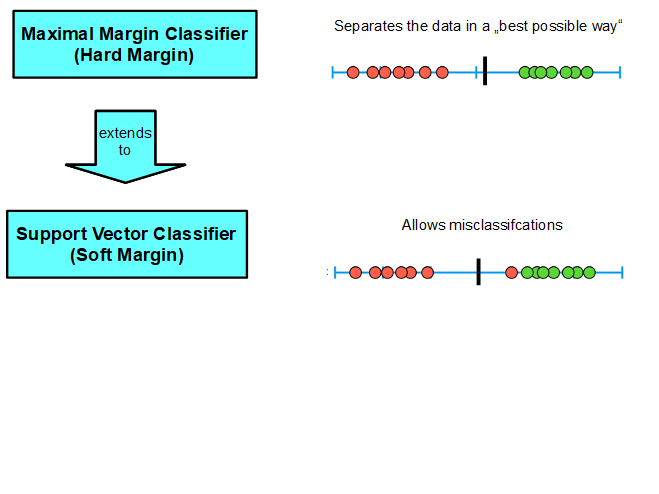 Maximal Margin Classifier
(Hard Margin)
Separates the data in a „best possible way“
extends
to
Support Vector Classifier
(Soft Margin)
Allows misclassifcations
: